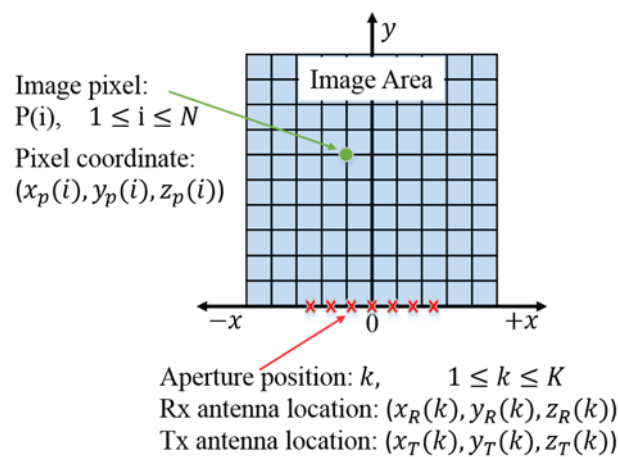 y
Image Area
Image pixel:
P(i), 1 ≤ i ≤ N
Pixel coordinate:
(x_p(i), y_p(i), z_p(i))
−x
0
+x
Aperture position: k, 1 ≤ k ≤ K
Rx antenna location: (x_R(k), y_R(k), z_R(k))
Tx antenna location: (x_T(k), y_T(k), z_T(k))